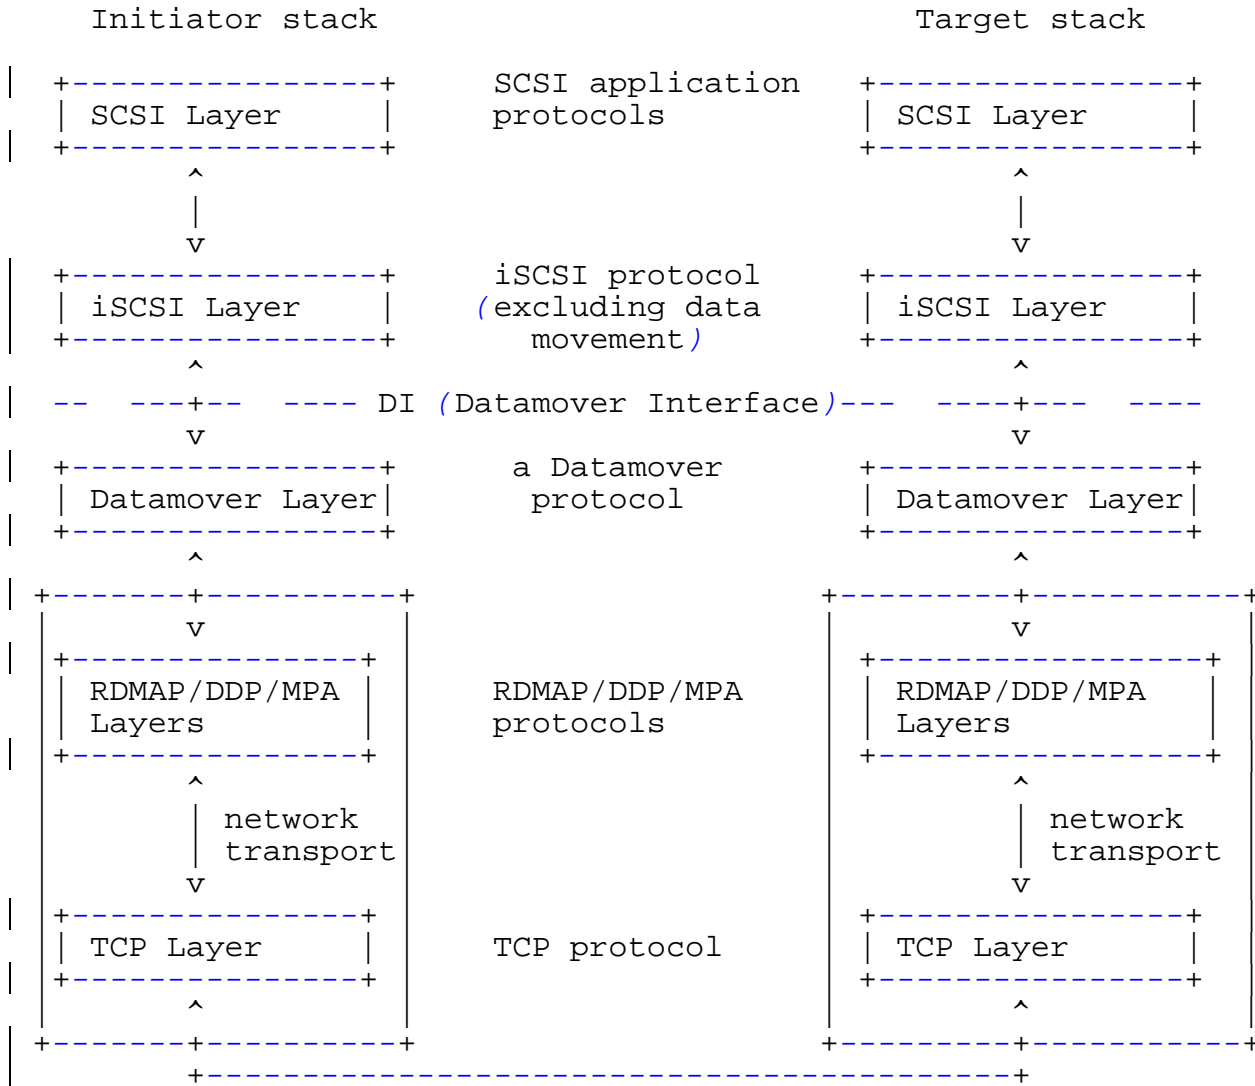 Initiator stack Target stack
+----------------+ SCSI application +----------------+
| SCSI Layer | protocols | SCSI Layer |
+----------------+ +----------------+
^ ^
| |
v v
+----------------+ iSCSI protocol +----------------+
| iSCSI Layer | (excluding data | iSCSI Layer |
+----------------+ movement) +----------------+
^ ^
-- ---+-- ---- DI (Datamover Interface)--- ----+--- ----
v v
+----------------+ a Datamover +----------------+
| Datamover Layer| protocol | Datamover Layer|
+----------------+ +----------------+
^ ^
+-------+----------+ +---------+-----------+
| v | | v |
| +---------------+ | | +-----------------+ |
| | RDMAP/DDP/MPA | | RDMAP/DDP/MPA | | RDMAP/DDP/MPA | |
| | Layers | | protocols | | Layers | |
| +---------------+ | | +-----------------+ |
| ^ | | ^ |
| | network | | | network |
| | transport| | | transport |
| v | | v |
| +---------------+ | | +----------------+ |
| | TCP Layer | | TCP protocol | | TCP Layer | |
| +---------------+ | | +----------------+ |
| ^ | | ^ |
+-------+----------+ +---------+-----------+
+------------------------------------------+